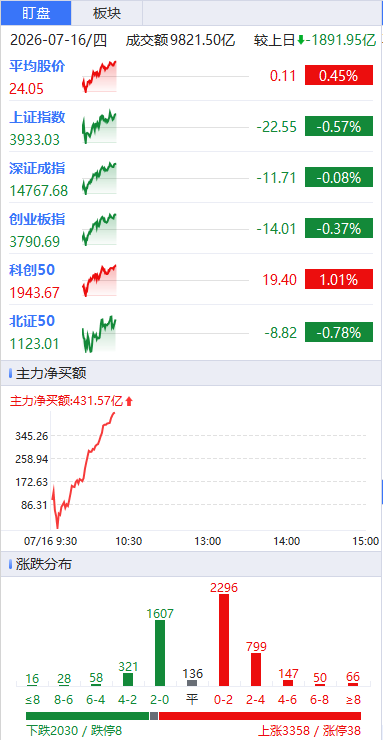 盯盘 板块
2026-07-16/四 成交额9821.50亿 较上日-1891.95亿
平均股价
24.05 0.11 0.45%
上证指数
3933.03 -22.55 -0.57%
深证成指
14767.68 -11.71 -0.08%
创业板指
3790.69 -14.01 -0.37%
科创50
1943.67 19.40 1.01%
北证50
1123.01 -8.82 -0.78%
主力净买额
主力净买额:431.57亿
345.26
258.94
172.63
86.31
07/16 9:30 10:30 13:00 14:00 15:00
涨跌分布
16 28 58 321 1607 136 2296 799 147 50 66
≤8 8-6 6-4 4-2 2-0 平 0-2 2-4 4-6 6-8 ≥8
下跌2030 / 跌停8 上涨3358 / 涨停38